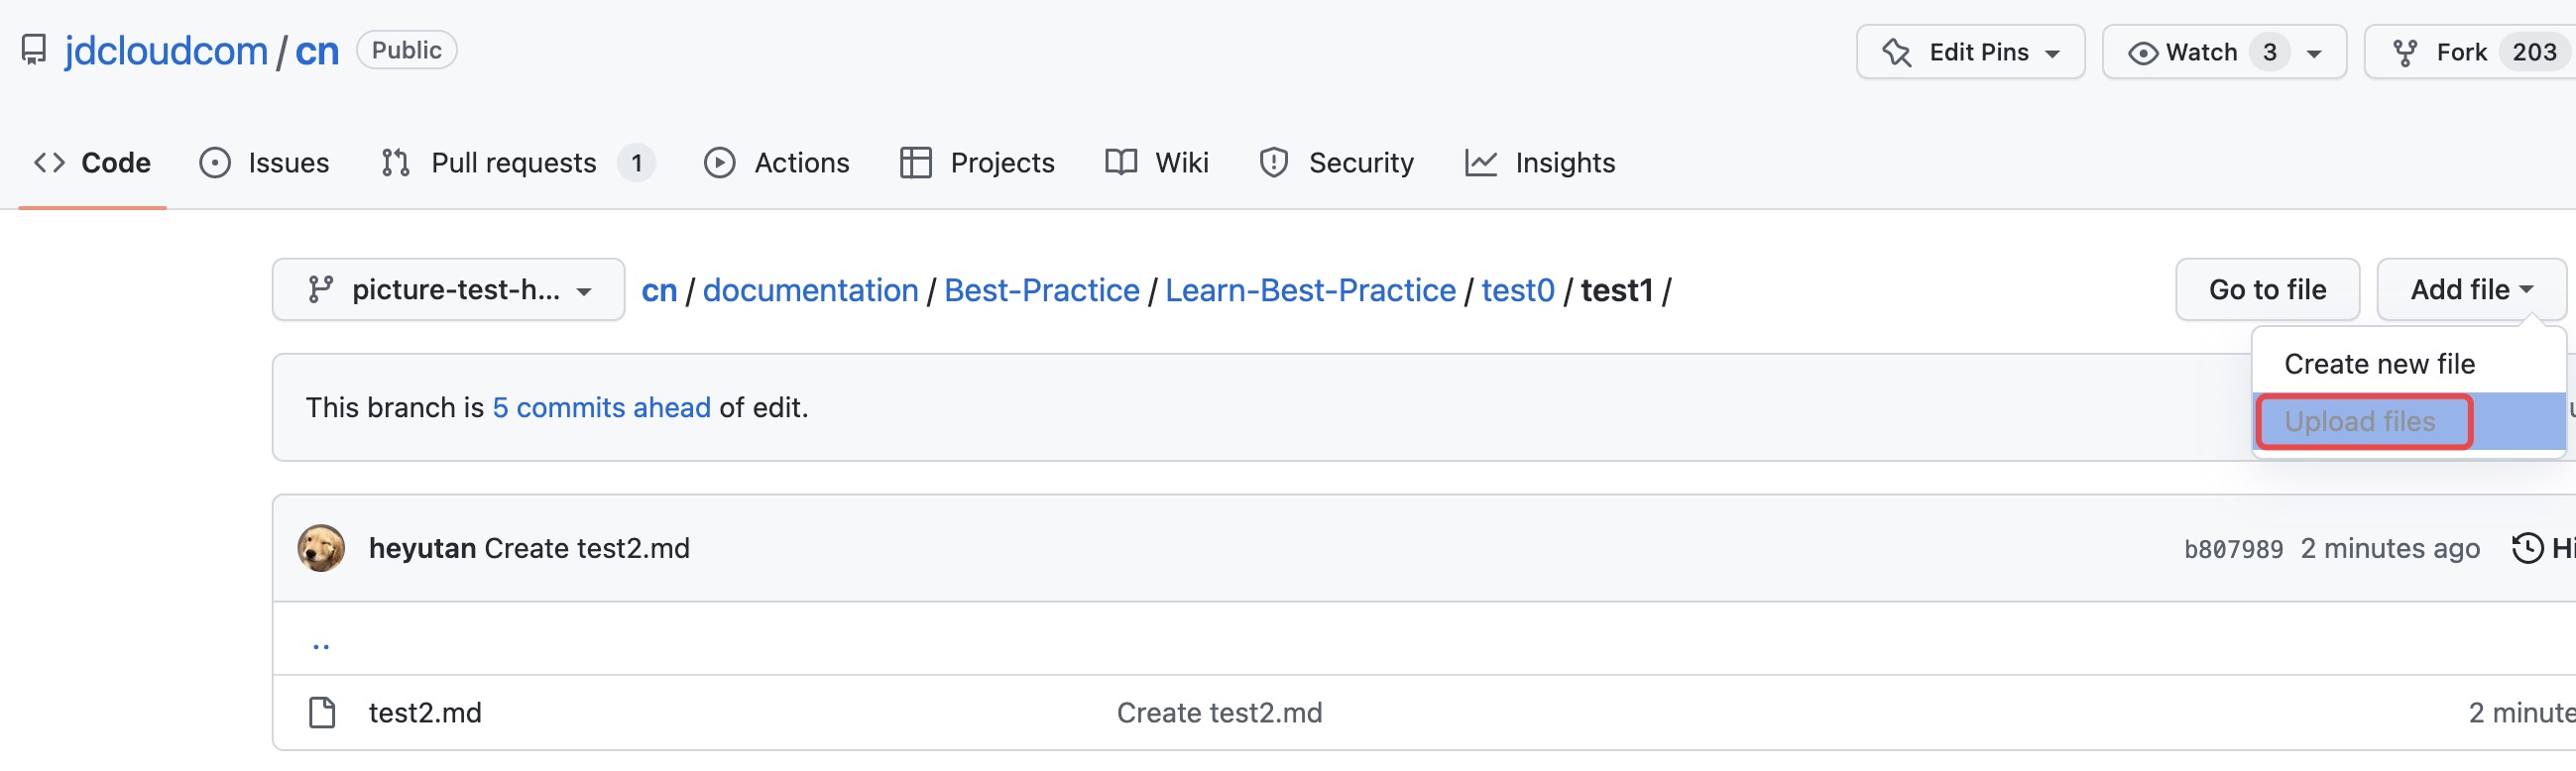 jdcloudcom / cn Public Edit Pins Watch 3 Fork 203
Code Issues Pull requests 1 Actions Projects Wiki Security Insights
picture-test-h... cn / documentation / Best-Practice / Learn-Best-Practice / test0 / test1 / Go to file Add file
Create new file
This branch is 5 commits ahead of edit.
Upload files
heyutan Create test2.md b807989 2 minutes ago
..
test2.md Create test2.md 2 minute